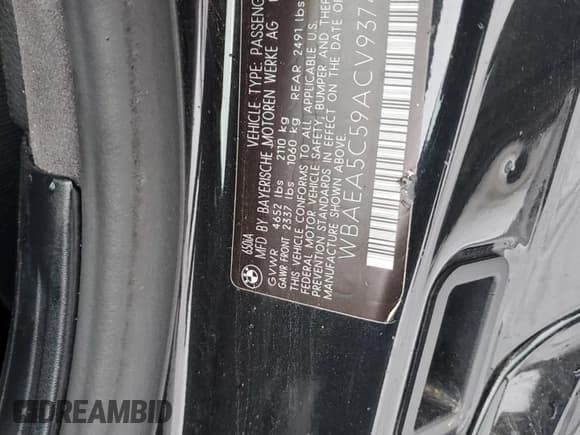 650iA
VEHICLE TYPE: PASSENG
MFD BY BAYERISCHE MOTOREN WERKE AG
GVWR 4652 lbs 2110 kg
GAWR FRONT 2337 lbs 1060 kg REAR 2491 lbs
THIS VEHICLE CONFORMS TO ALL APPLICABLE U.S.
FEDERAL MOTOR VEHICLE SAFETY, BUMPER, AND THEF
PREVENTION STANDARDS IN EFFECT ON THE DATE OF
MANUFACTURE SHOWN ABOVE.
WBAEA5C59ACV937
DREAMBID